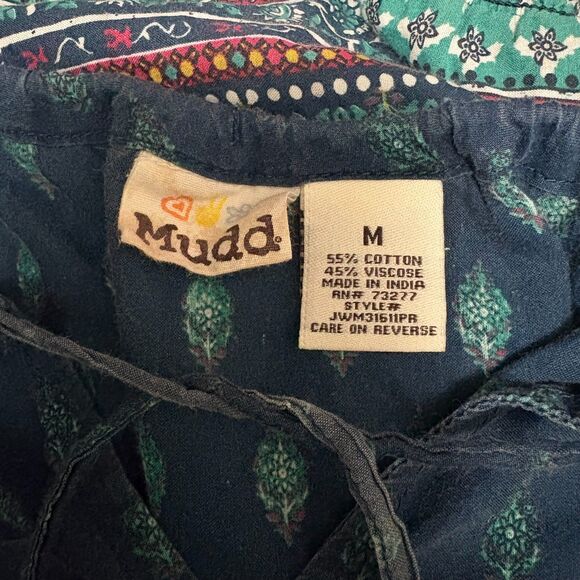 Mudd®
M
55% COTTON
45% VISCOSE
MADE IN INDIA
RN# 73277
STYLE#
JWM31611PR
CARE ON REVERSE